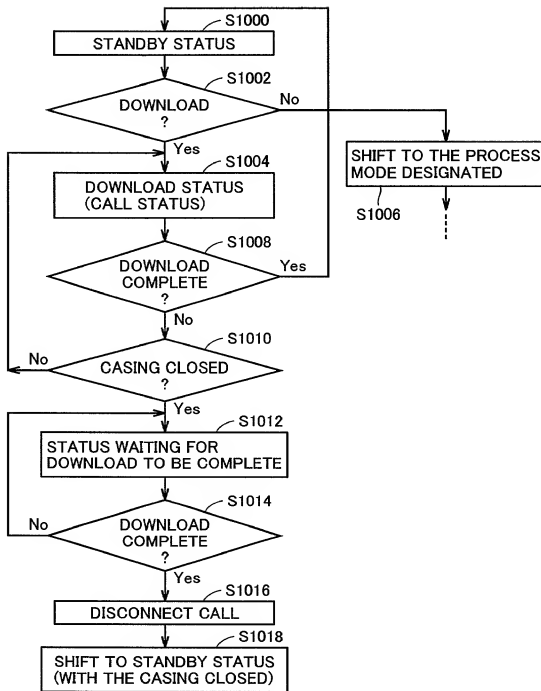 S1000
STANDBY STATUS
S1002
DOWNLOAD
?
No
Yes
S1004
SHIFT TO THE PROCESS
MODE DESIGNATED
S1006
DOWNLOAD STATUS
(CALL STATUS)
S1008
DOWNLOAD
COMPLETE
?
Yes
No
S1010
CASING CLOSED
?
No
Yes
S1012
STATUS WAITING FOR
DOWNLOAD TO BE COMPLETE
S1014
DOWNLOAD
COMPLETE
?
No
Yes
S1016
DISCONNECT CALL
S1018
SHIFT TO STANDBY STATUS
(WITH THE CASING CLOSED)